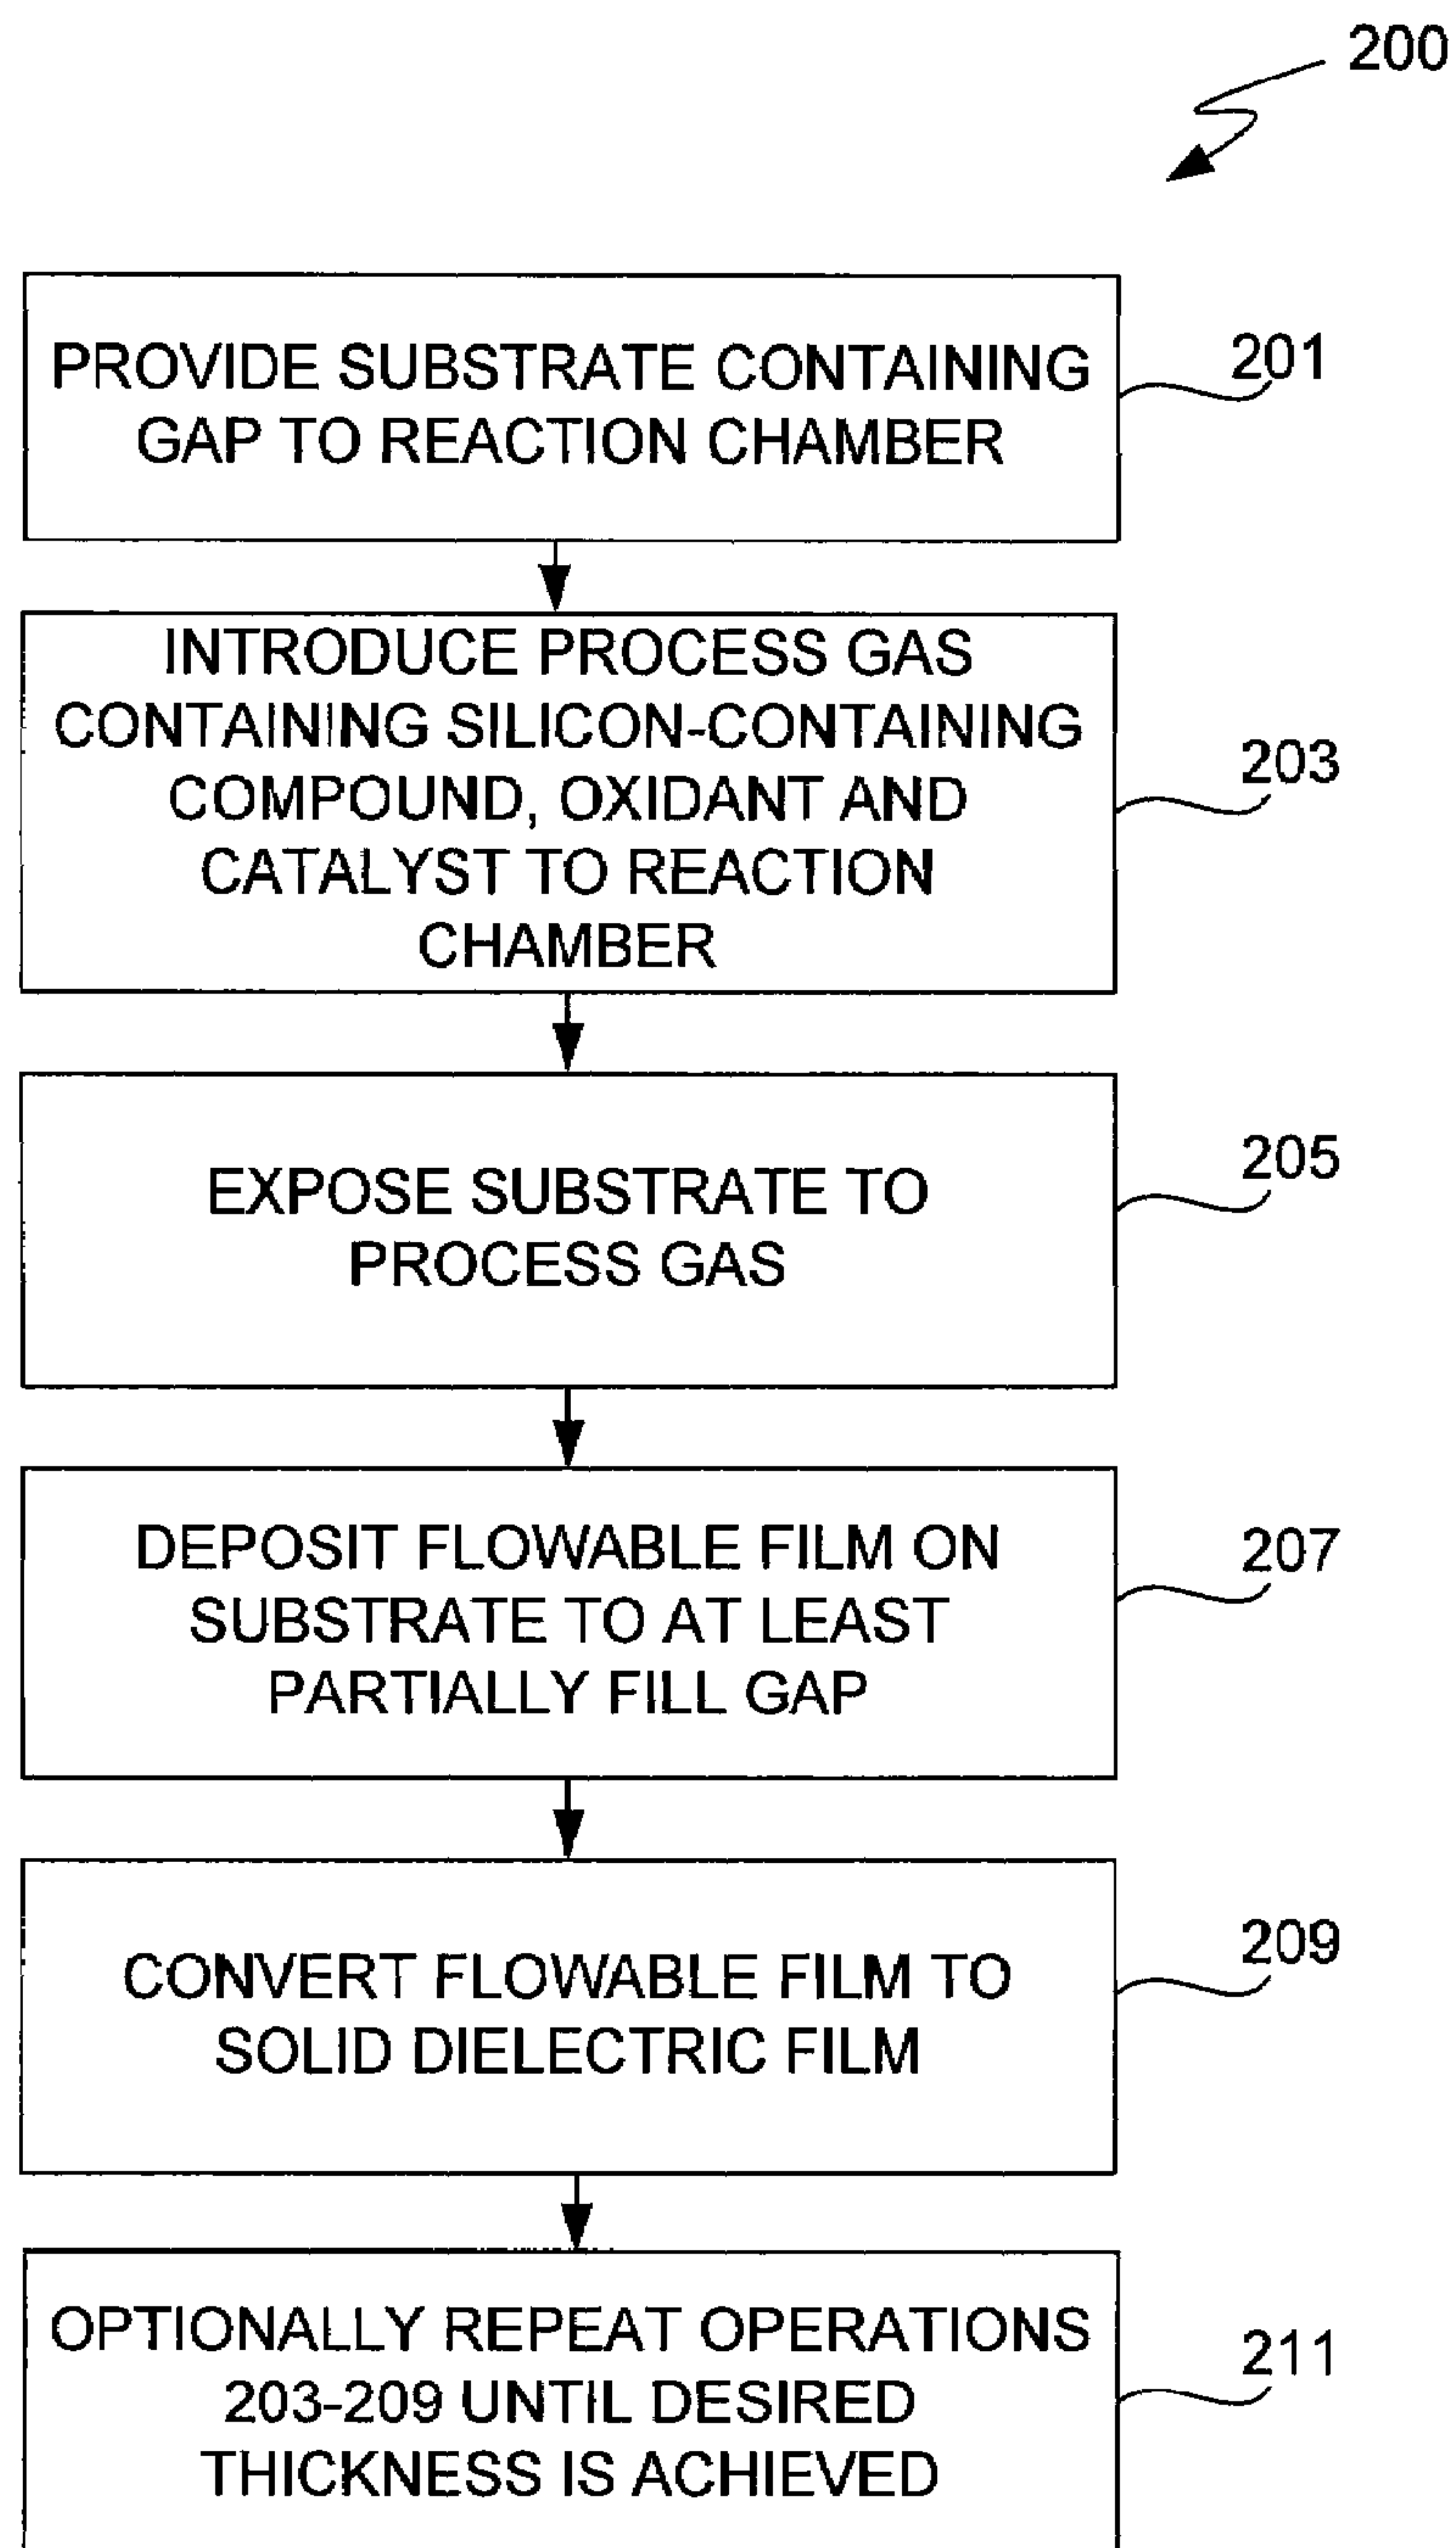 200
PROVIDE SUBSTRATE CONTAINING
GAP TO REACTION CHAMBER
201
INTRODUCE PROCESS GAS
CONTAINING SILICON-CONTAINING
COMPOUND, OXIDANT AND
CATALYST TO REACTION
CHAMBER
203
EXPOSE SUBSTRATE TO
PROCESS GAS
205
DEPOSIT FLOWABLE FILM ON
SUBSTRATE TO AT LEAST
PARTIALLY FILL GAP
207
CONVERT FLOWABLE FILM TO
SOLID DIELECTRIC FILM
209
OPTIONALLY REPEAT OPERATIONS
203-209 UNTIL DESIRED
THICKNESS IS ACHIEVED
211